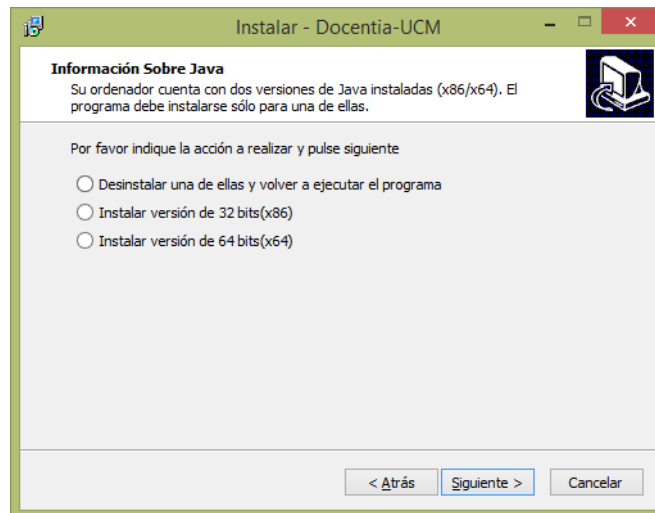 Instalar - Docentia-UCM
Información Sobre Java
Su ordenador cuenta con dos versiones de Java instaladas (x86/x64). El
programa debe instalarse sólo para una de ellas.
Por favor indique la acción a realizar y pulse siguiente
Desinstalar una de ellas y volver a ejecutar el programa
Instalar versión de 32 bits(x86)
Instalar versión de 64 bits(x64)
< Atrás Siguiente > Cancelar